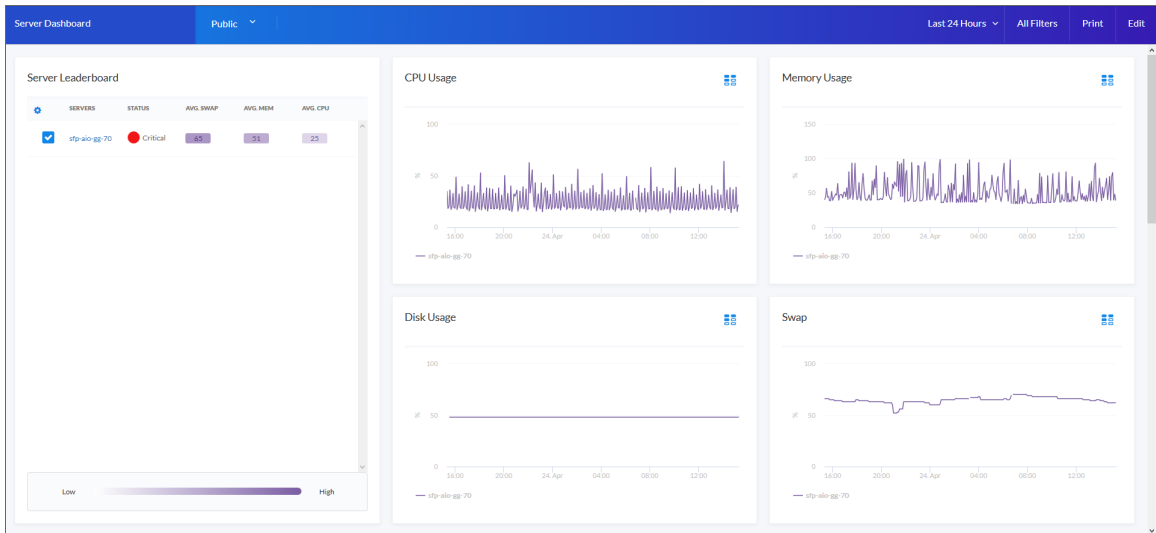 Server Dashboard
Public
Last 24 Hours
All Filters
Print
Edit
Server Leaderboard
SERVERS STATUS AVG. SWAP AVG. MEM AVG. CPU
sfp-aio-gg-70 Critical 65 51 25
Low High
CPU Usage
100
% 50
0
16:00 20:00 24. Apr 04:00 08:00 12:00
sfp-aio-gg-70
Memory Usage
150
100
% 50
0
16:00 20:00 24. Apr 04:00 08:00 12:00
sfp-aio-gg-70
Disk Usage
100
% 50
0
16:00 20:00 24. Apr 04:00 08:00 12:00
sfp-aio-gg-70
Swap
100
% 50
0
16:00 20:00 24. Apr 04:00 08:00 12:00
sfp-aio-gg-70